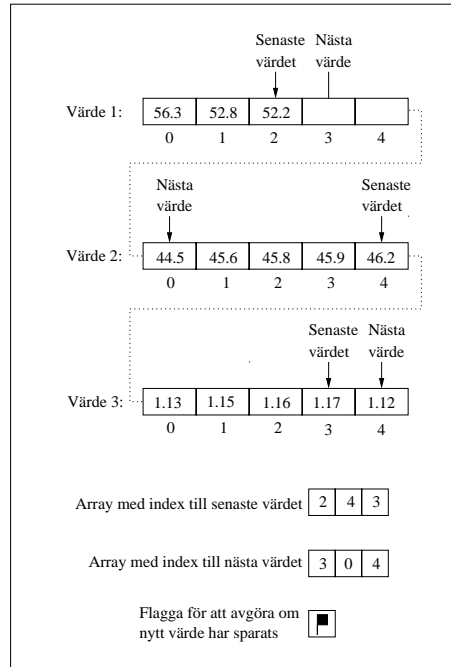 Senaste Nästa
värdet värde
Värde 1: 56.3 52.8 52.2
0 1 2 3 4
Nästa Senaste
värde värdet
Värde 2: 44.5 45.6 45.8 45.9 46.2
0 1 2 3 4
Senaste Nästa
värdet värde
Värde 3: 1.13 1.15 1.16 1.17 1.12
0 1 2 3 4
Array med index till senaste värdet 2 4 3
Array med index till nästa värdet 3 0 4
Flagga för att avgöra om
nytt värde har sparats